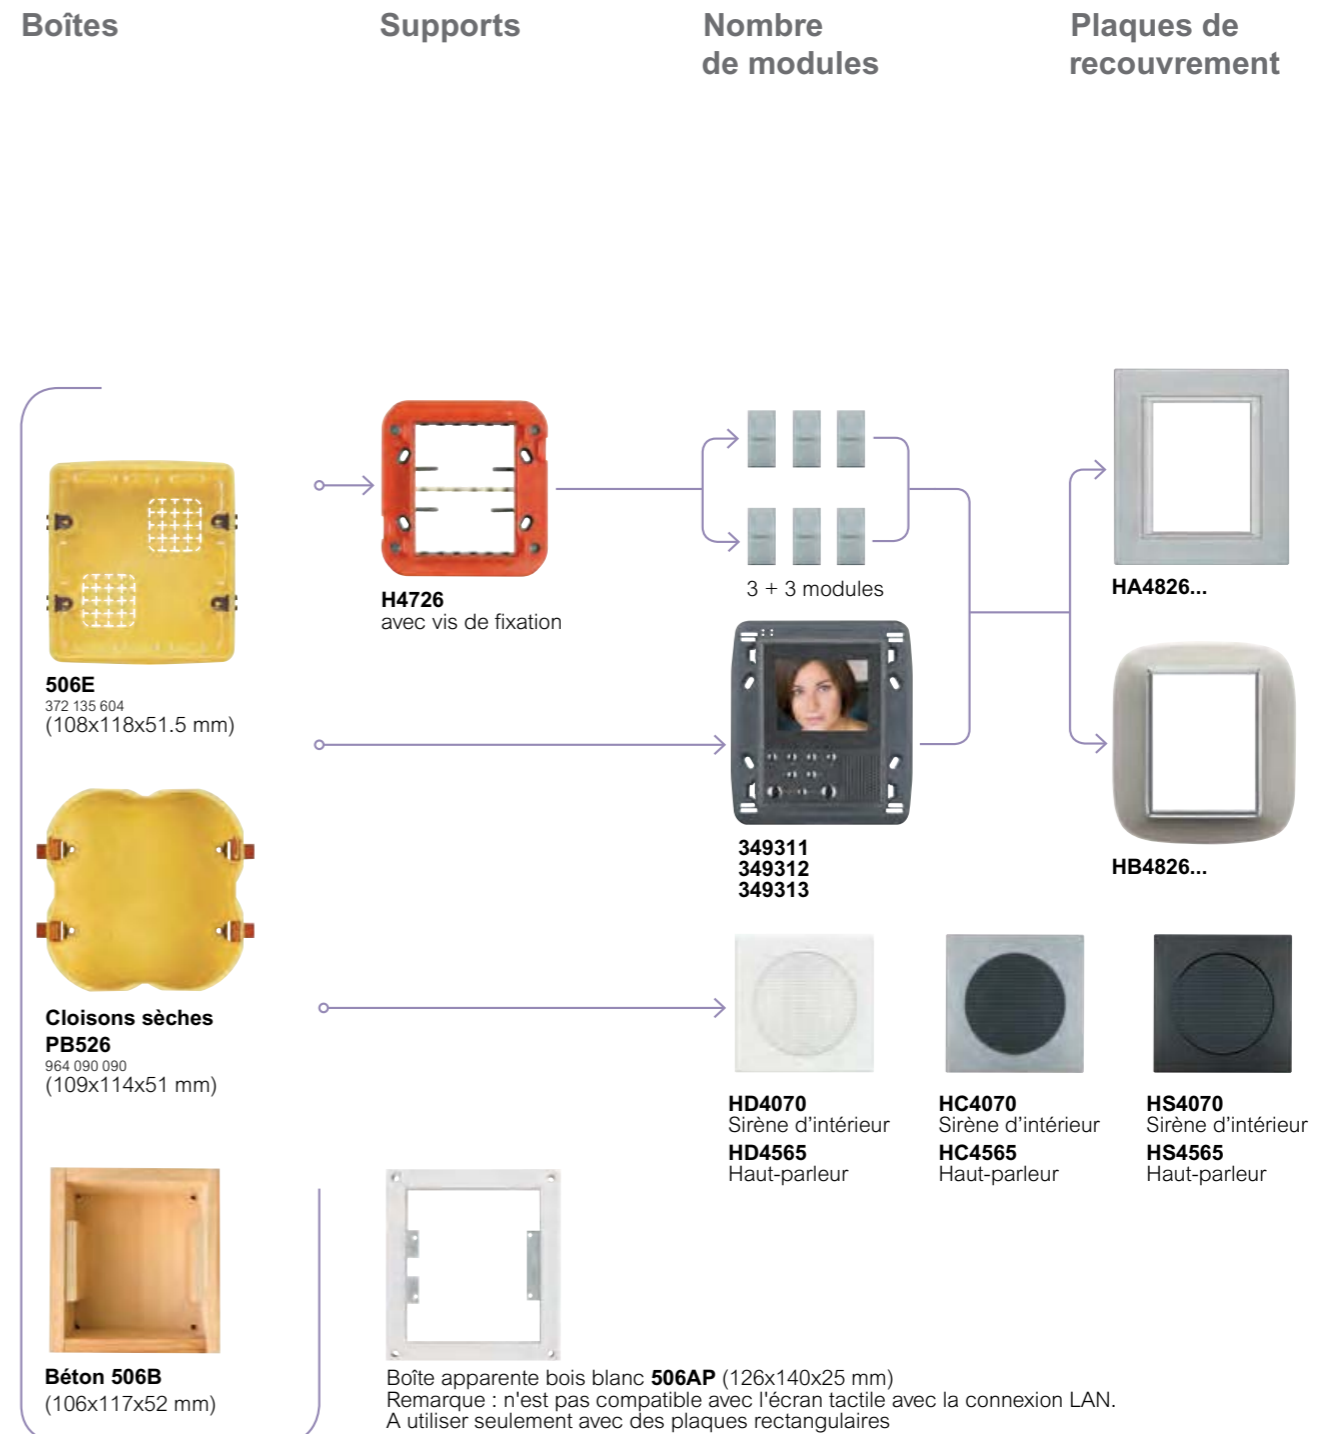 Boîtes
Supports
Nombre
de modules
Plaques de
recouvrement
506E
372 135 604
(108x118x51.5 mm)
H4726
avec vis de fixation
3 + 3 modules
HA4826...
349311
349312
349313
HB4826...
Cloisons sèches
PB526
964 090 090
(109x114x51 mm)
HD4070
Sirène d'intérieur
HD4565
Haut-parleur
HC4070
Sirène d'intérieur
HC4565
Haut-parleur
HS4070
Sirène d'intérieur
HS4565
Haut-parleur
Béton 506B
(106x117x52 mm)
Boîte apparente bois blanc 506AP (126x140x25 mm)
Remarque : n'est pas compatible avec l'écran tactile avec la connexion LAN.
A utiliser seulement avec des plaques rectangulaires